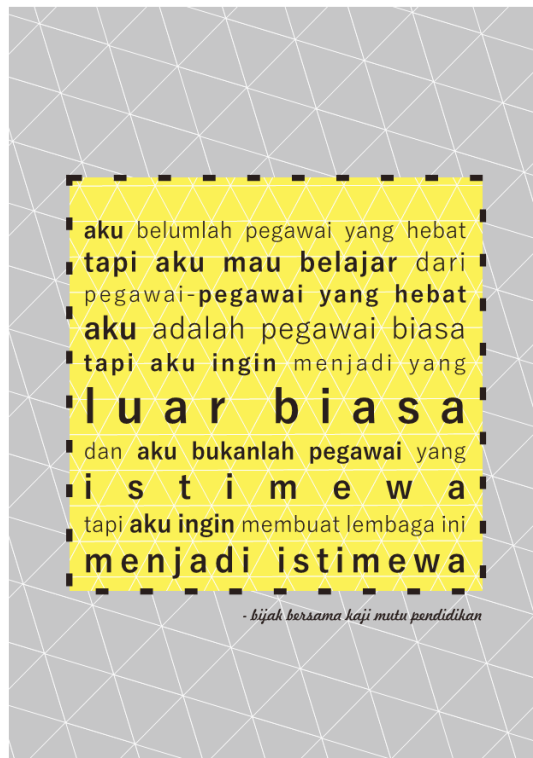 aku belumlah pegawai yang hebat
tapi aku mau belajar dari
pegawai-pegawai yang hebat
aku adalah pegawai biasa
tapi aku ingin menjadi yang
luar biasa
dan aku bukanlah pegawai yang
istimewa
tapi aku ingin membuat lembaga ini
menjadi istimewa
- bijak bersama kaji mutu pendidikan